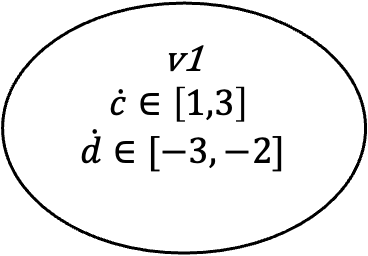 v1
ċ ∈ [1,3]
ḋ ∈ [−3, −2]